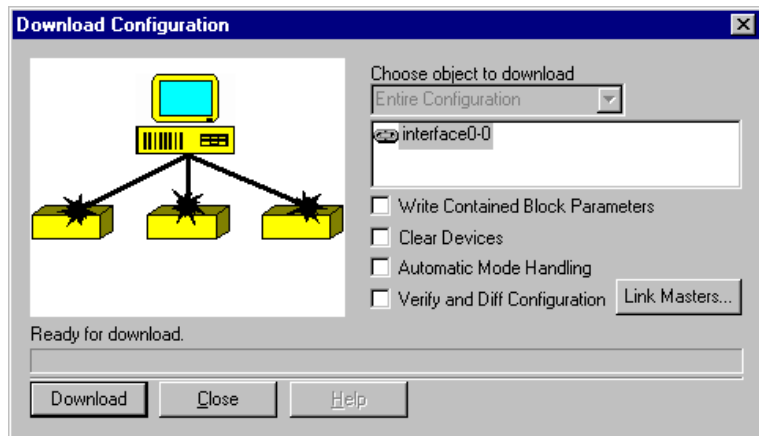 Download Configuration
Choose object to download
Entire Configuration
interface0-0
Write Contained Block Parameters
Clear Devices
Automatic Mode Handling
Verify and Diff Configuration
Link Masters...
Ready for download.
Download
Close
Help